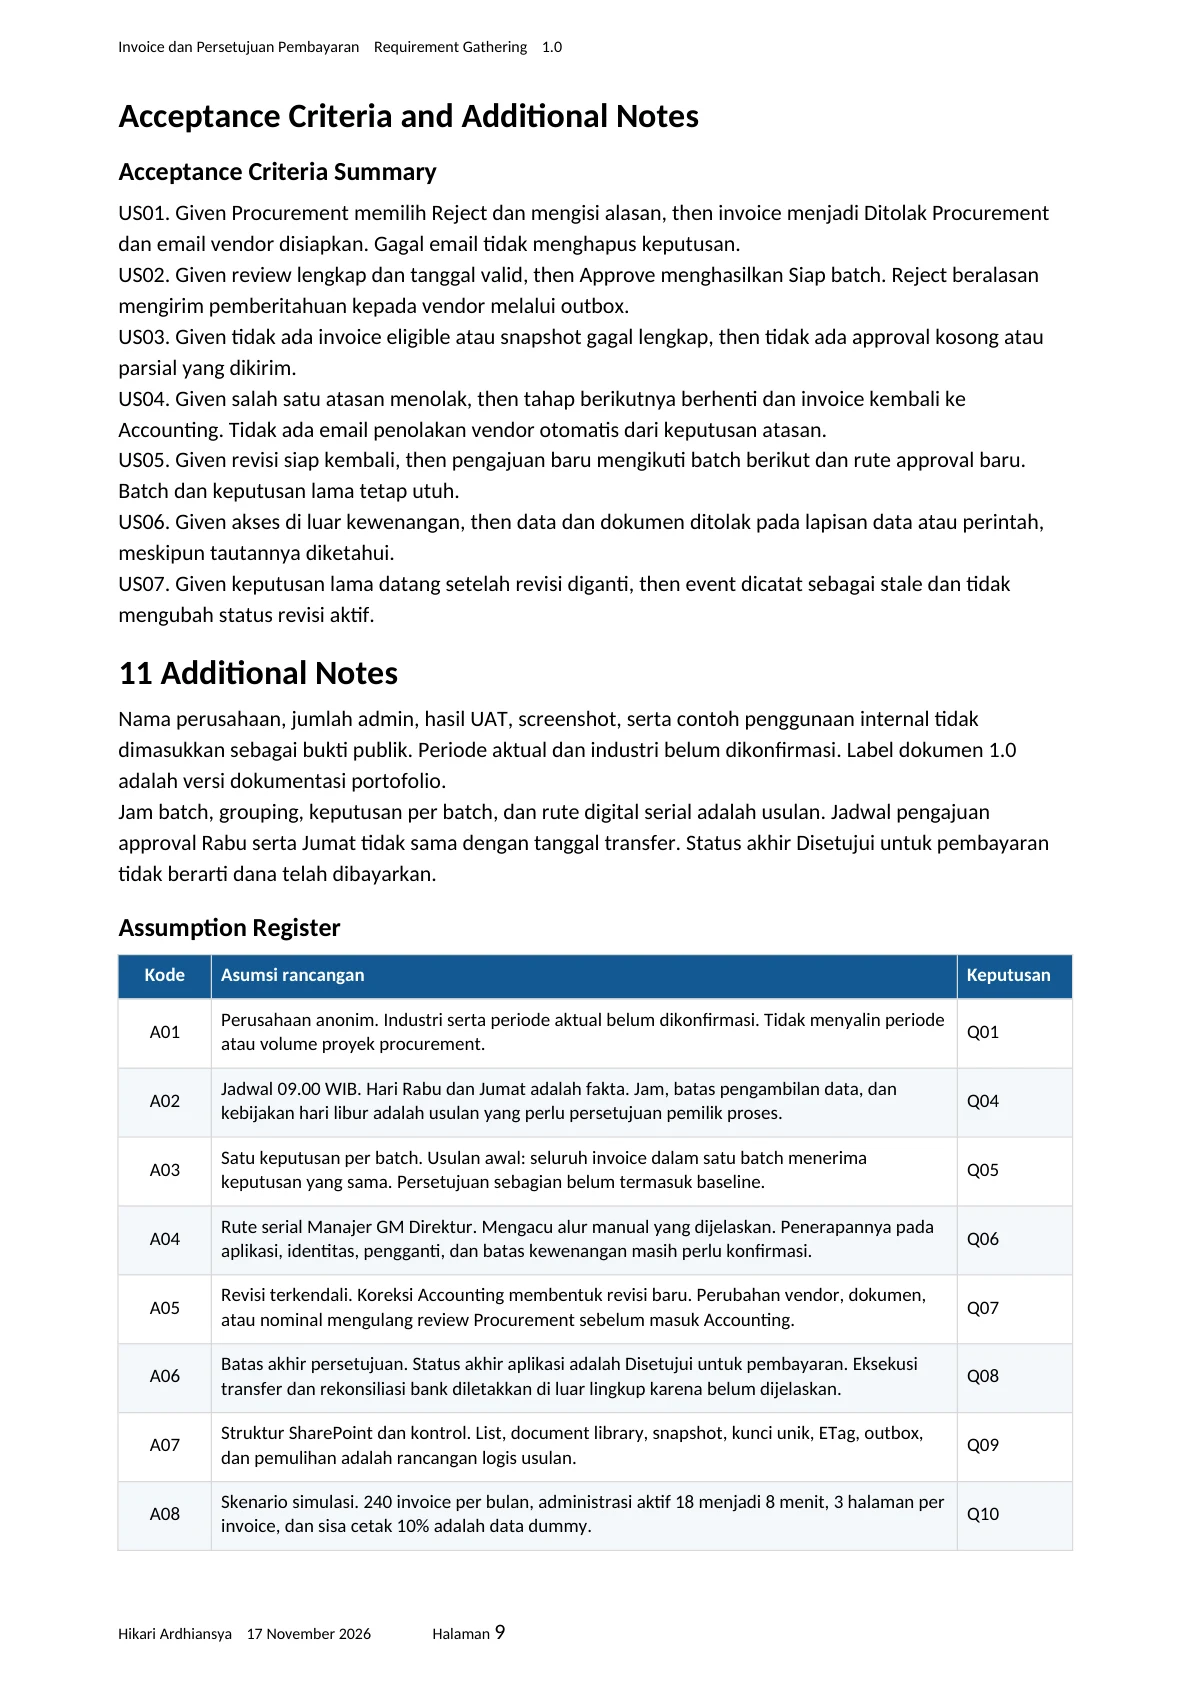 Invoice dan Persetujuan Pembayaran Requirement Gathering 1.0
Acceptance Criteria and Additional Notes
Acceptance Criteria Summary
US01. Given Procurement memilih Reject dan mengisi alasan, then invoice menjadi Ditolak Procurement
dan email vendor disiapkan. Gagal email tidak menghapus keputusan.
US02. Given review lengkap dan tanggal valid, then Approve menghasilkan Siap batch. Reject beralasan
mengirim pemberitahuan kepada vendor melalui outbox.
US03. Given tidak ada invoice eligible atau snapshot gagal lengkap, then tidak ada approval kosong atau
parsial yang dikirim.
US04. Given salah satu atasan menolak, then tahap berikutnya berhenti dan invoice kembali ke
Accounting. Tidak ada email penolakan vendor otomatis dari keputusan atasan.
US05. Given revisi siap kembali, then pengajuan baru mengikuti batch berikut dan rute approval baru.
Batch dan keputusan lama tetap utuh.
US06. Given akses di luar kewenangan, then data dan dokumen ditolak pada lapisan data atau perintah,
meskipun tautannya diketahui.
US07. Given keputusan lama datang setelah revisi diganti, then event dicatat sebagai stale dan tidak
mengubah status revisi aktif.
11 Additional Notes
Nama perusahaan, jumlah admin, hasil UAT, screenshot, serta contoh penggunaan internal tidak
dimasukkan sebagai bukti publik. Periode aktual dan industri belum dikonfirmasi. Label dokumen 1.0
adalah versi dokumentasi portofolio.
Jam batch, grouping, keputusan per batch, dan rute digital serial adalah usulan. Jadwal pengajuan
approval Rabu serta Jumat tidak sama dengan tanggal transfer. Status akhir Disetujui untuk pembayaran
tidak berarti dana telah dibayarkan.
Assumption Register
Kode Asumsi rancangan Keputusan
A01 Perusahaan anonim. Industri serta periode aktual belum dikonfirmasi. Tidak menyalin periode
atau volume proyek procurement. Q01
A02 Jadwal 09.00 WIB. Hari Rabu dan Jumat adalah fakta. Jam, batas pengambilan data, dan
kebijakan hari libur adalah usulan yang perlu persetujuan pemilik proses. Q04
A03 Satu keputusan per batch. Usulan awal: seluruh invoice dalam satu batch menerima
keputusan yang sama. Persetujuan sebagian belum termasuk baseline. Q05
A04 Rute serial Manajer GM Direktur. Mengacu alur manual yang dijelaskan. Penerapannya pada
aplikasi, identitas, pengganti, dan batas kewenangan masih perlu konfirmasi. Q06
A05 Revisi terkendali. Koreksi Accounting membentuk revisi baru. Perubahan vendor, dokumen,
atau nominal mengulang review Procurement sebelum masuk Accounting. Q07
A06 Batas akhir persetujuan. Status akhir aplikasi adalah Disetujui untuk pembayaran. Eksekusi
transfer dan rekonsiliasi bank diletakkan di luar lingkup karena belum dijelaskan. Q08
A07 Struktur SharePoint dan kontrol. List, document library, snapshot, kunci unik, ETag, outbox,
dan pemulihan adalah rancangan logis usulan. Q09
A08 Skenario simulasi. 240 invoice per bulan, administrasi aktif 18 menjadi 8 menit, 3 halaman per
invoice, dan sisa cetak 10% adalah data dummy. Q10
Hikari Ardhiansya 17 November 2026 Halaman 9